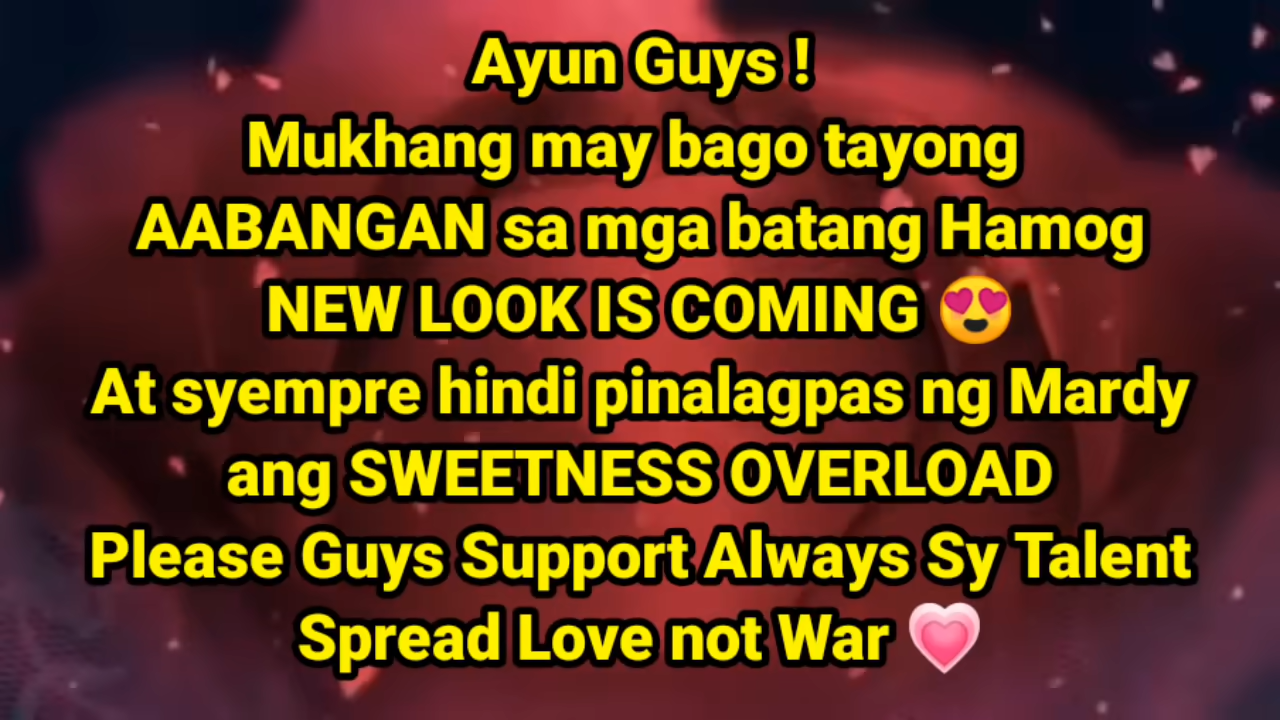 Ayun Guys !
Mukhang may bago tayong
AABANGAN sa mga batang Hamog
NEW LOOK IS COMING 😍
At syempre hindi pinalagpas ng Mardy
ang SWEETNESS OVERLOAD
Please Guys Support Always Sy Talent
Spread Love not War 💗